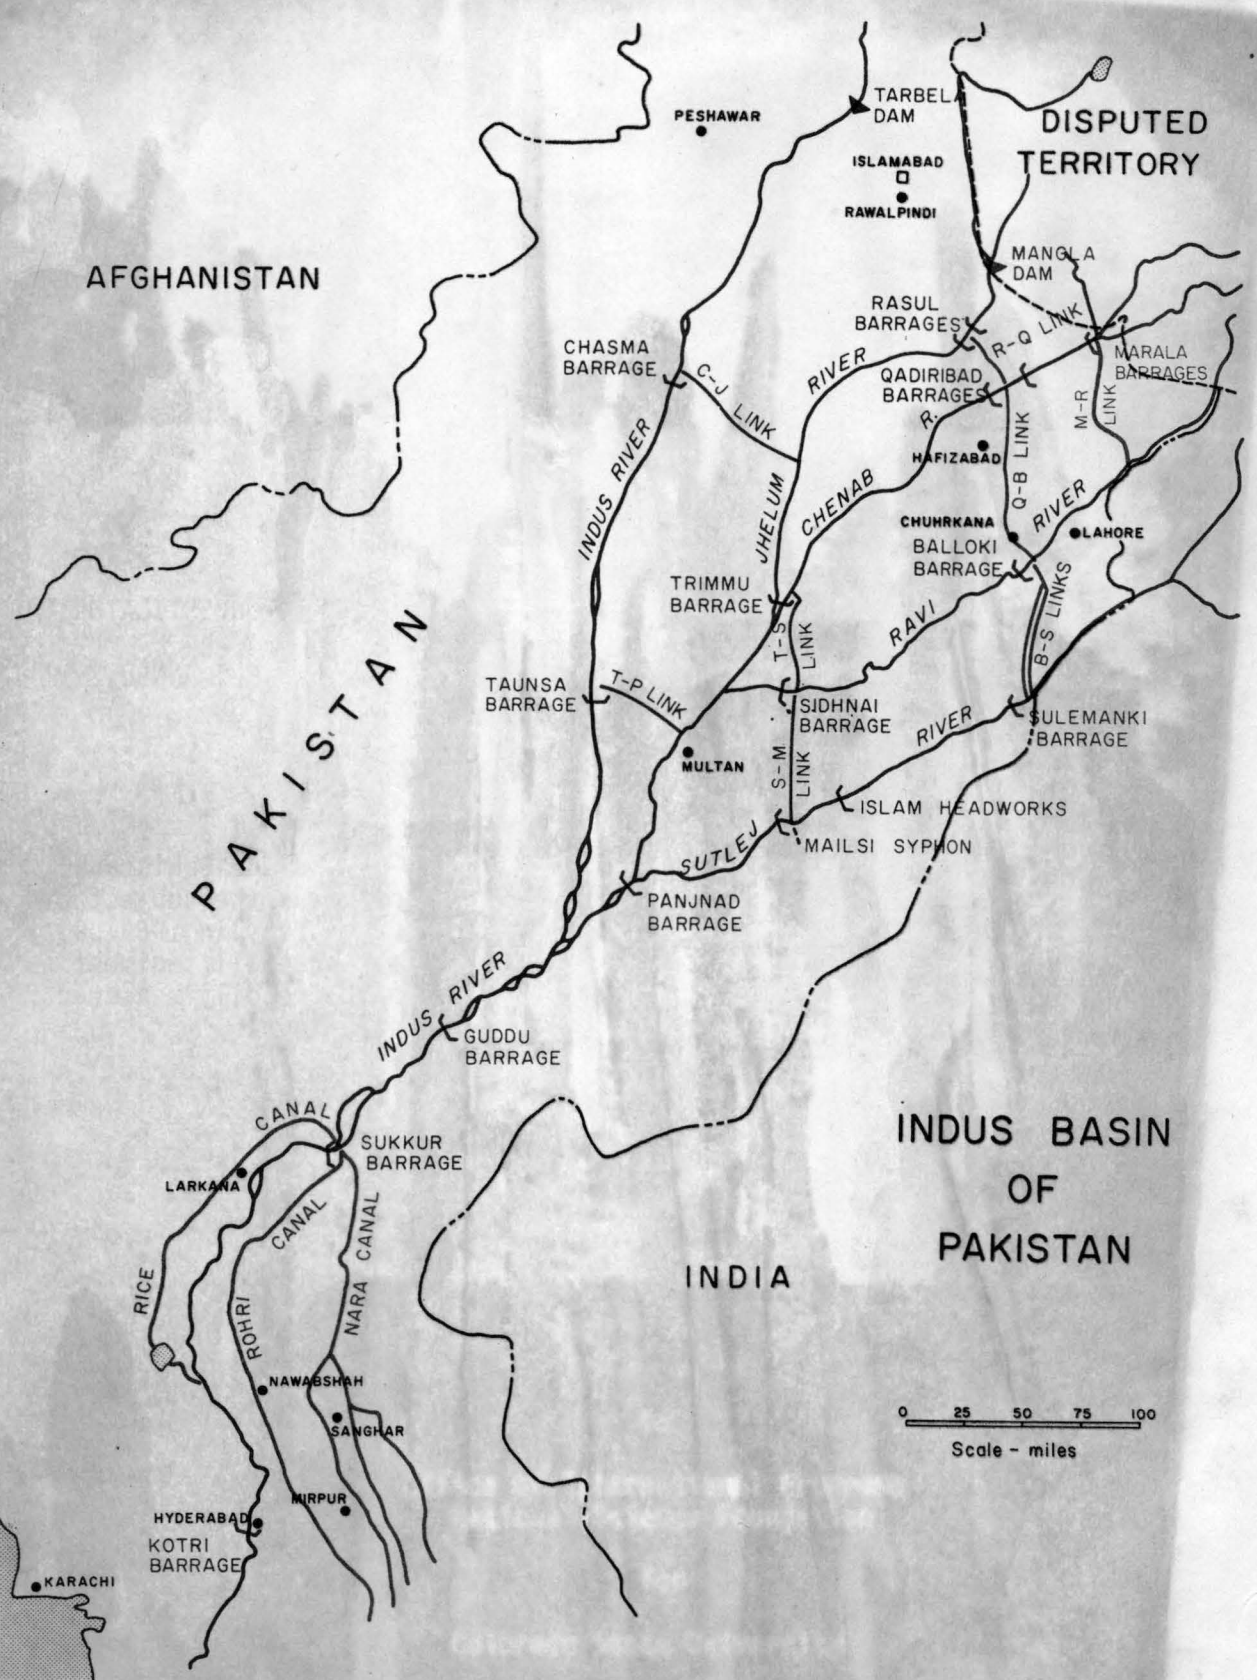 TARBELA
DAM
PESHAWAR
DISPUTED
TERRITORY
ISLAMABAD
RAWALPINDI
AFGHANISTAN
MANGLA
DAM
RASUL
BARRAGES
R-Q LINK
CHASMA
BARRAGE
C-J LINK
RIVER
QADIRIBAD
BARRAGES
MARALA
BARRAGES
M-R
LINK
R.
HAFIZABAD
Q-B LINK
INDUS RIVER
JHELUM
CHENAB
RIVER
CHUHRKANA
LAHORE
BALLOKI
BARRAGE
TRIMMU
BARRAGE
T-S
LINK
RAVI
B-S LINKS
PAKISTAN
TAUNSA
BARRAGE
T-P LINK
SIDHNAI
BARRAGE
RIVER
SULEMANKI
BARRAGE
MULTAN
S-M
LINK
ISLAM HEADWORKS
SUTLEJ
MAILSI SYPHON
PANJNAD
BARRAGE
INDUS RIVER
GUDDU
BARRAGE
CANAL
SUKKUR
BARRAGE
INDUS BASIN
OF
PAKISTAN
LARKANA
CANAL
NARA CANAL
RICE
ROHRI
INDIA
NAWABSHAH
SANGHAR
0 25 50 75 100
Scale - miles
MIRPUR
HYDERABAD
KOTRI
BARRAGE
KARACHI